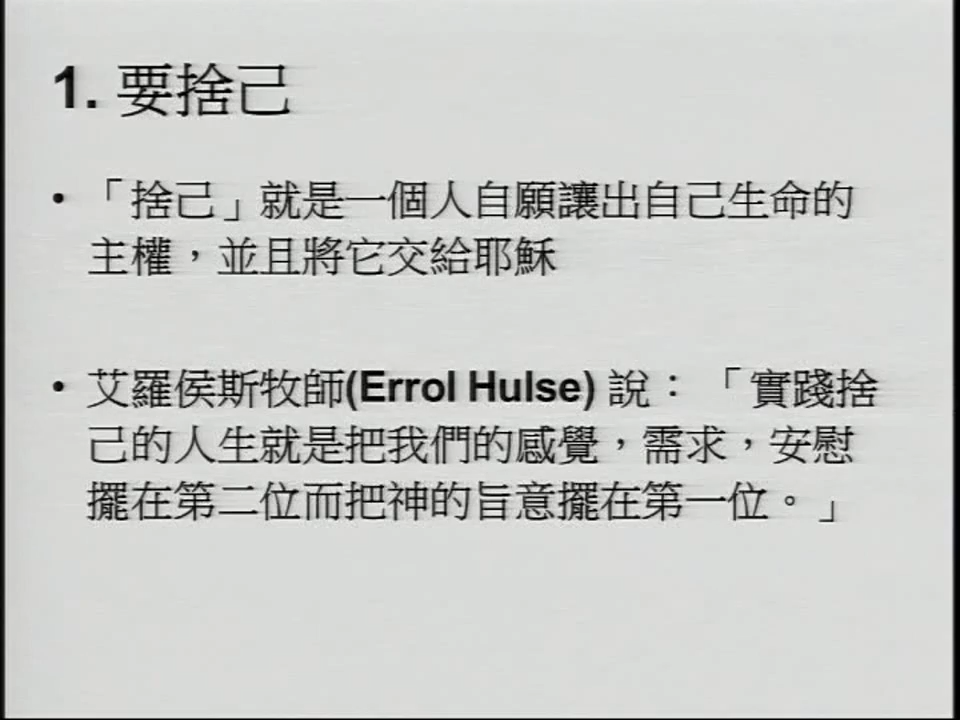 1. 要捨己
• 「捨己」就是一個人自願讓出自己生命的
主權，並且將它交給耶穌
• 艾羅侯斯牧師(Errol Hulse) 說：「實踐捨
己的人生就是把我們的感覺，需求，安慰
擺在第二位而把神的旨意擺在第一位。」